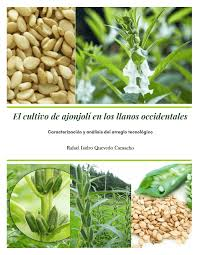 El cultivo de ajonjolí en los llanos occidentales
Caracterización y análisis del arreglo tecnológico
Rafael Isidro Quevedo Camacho